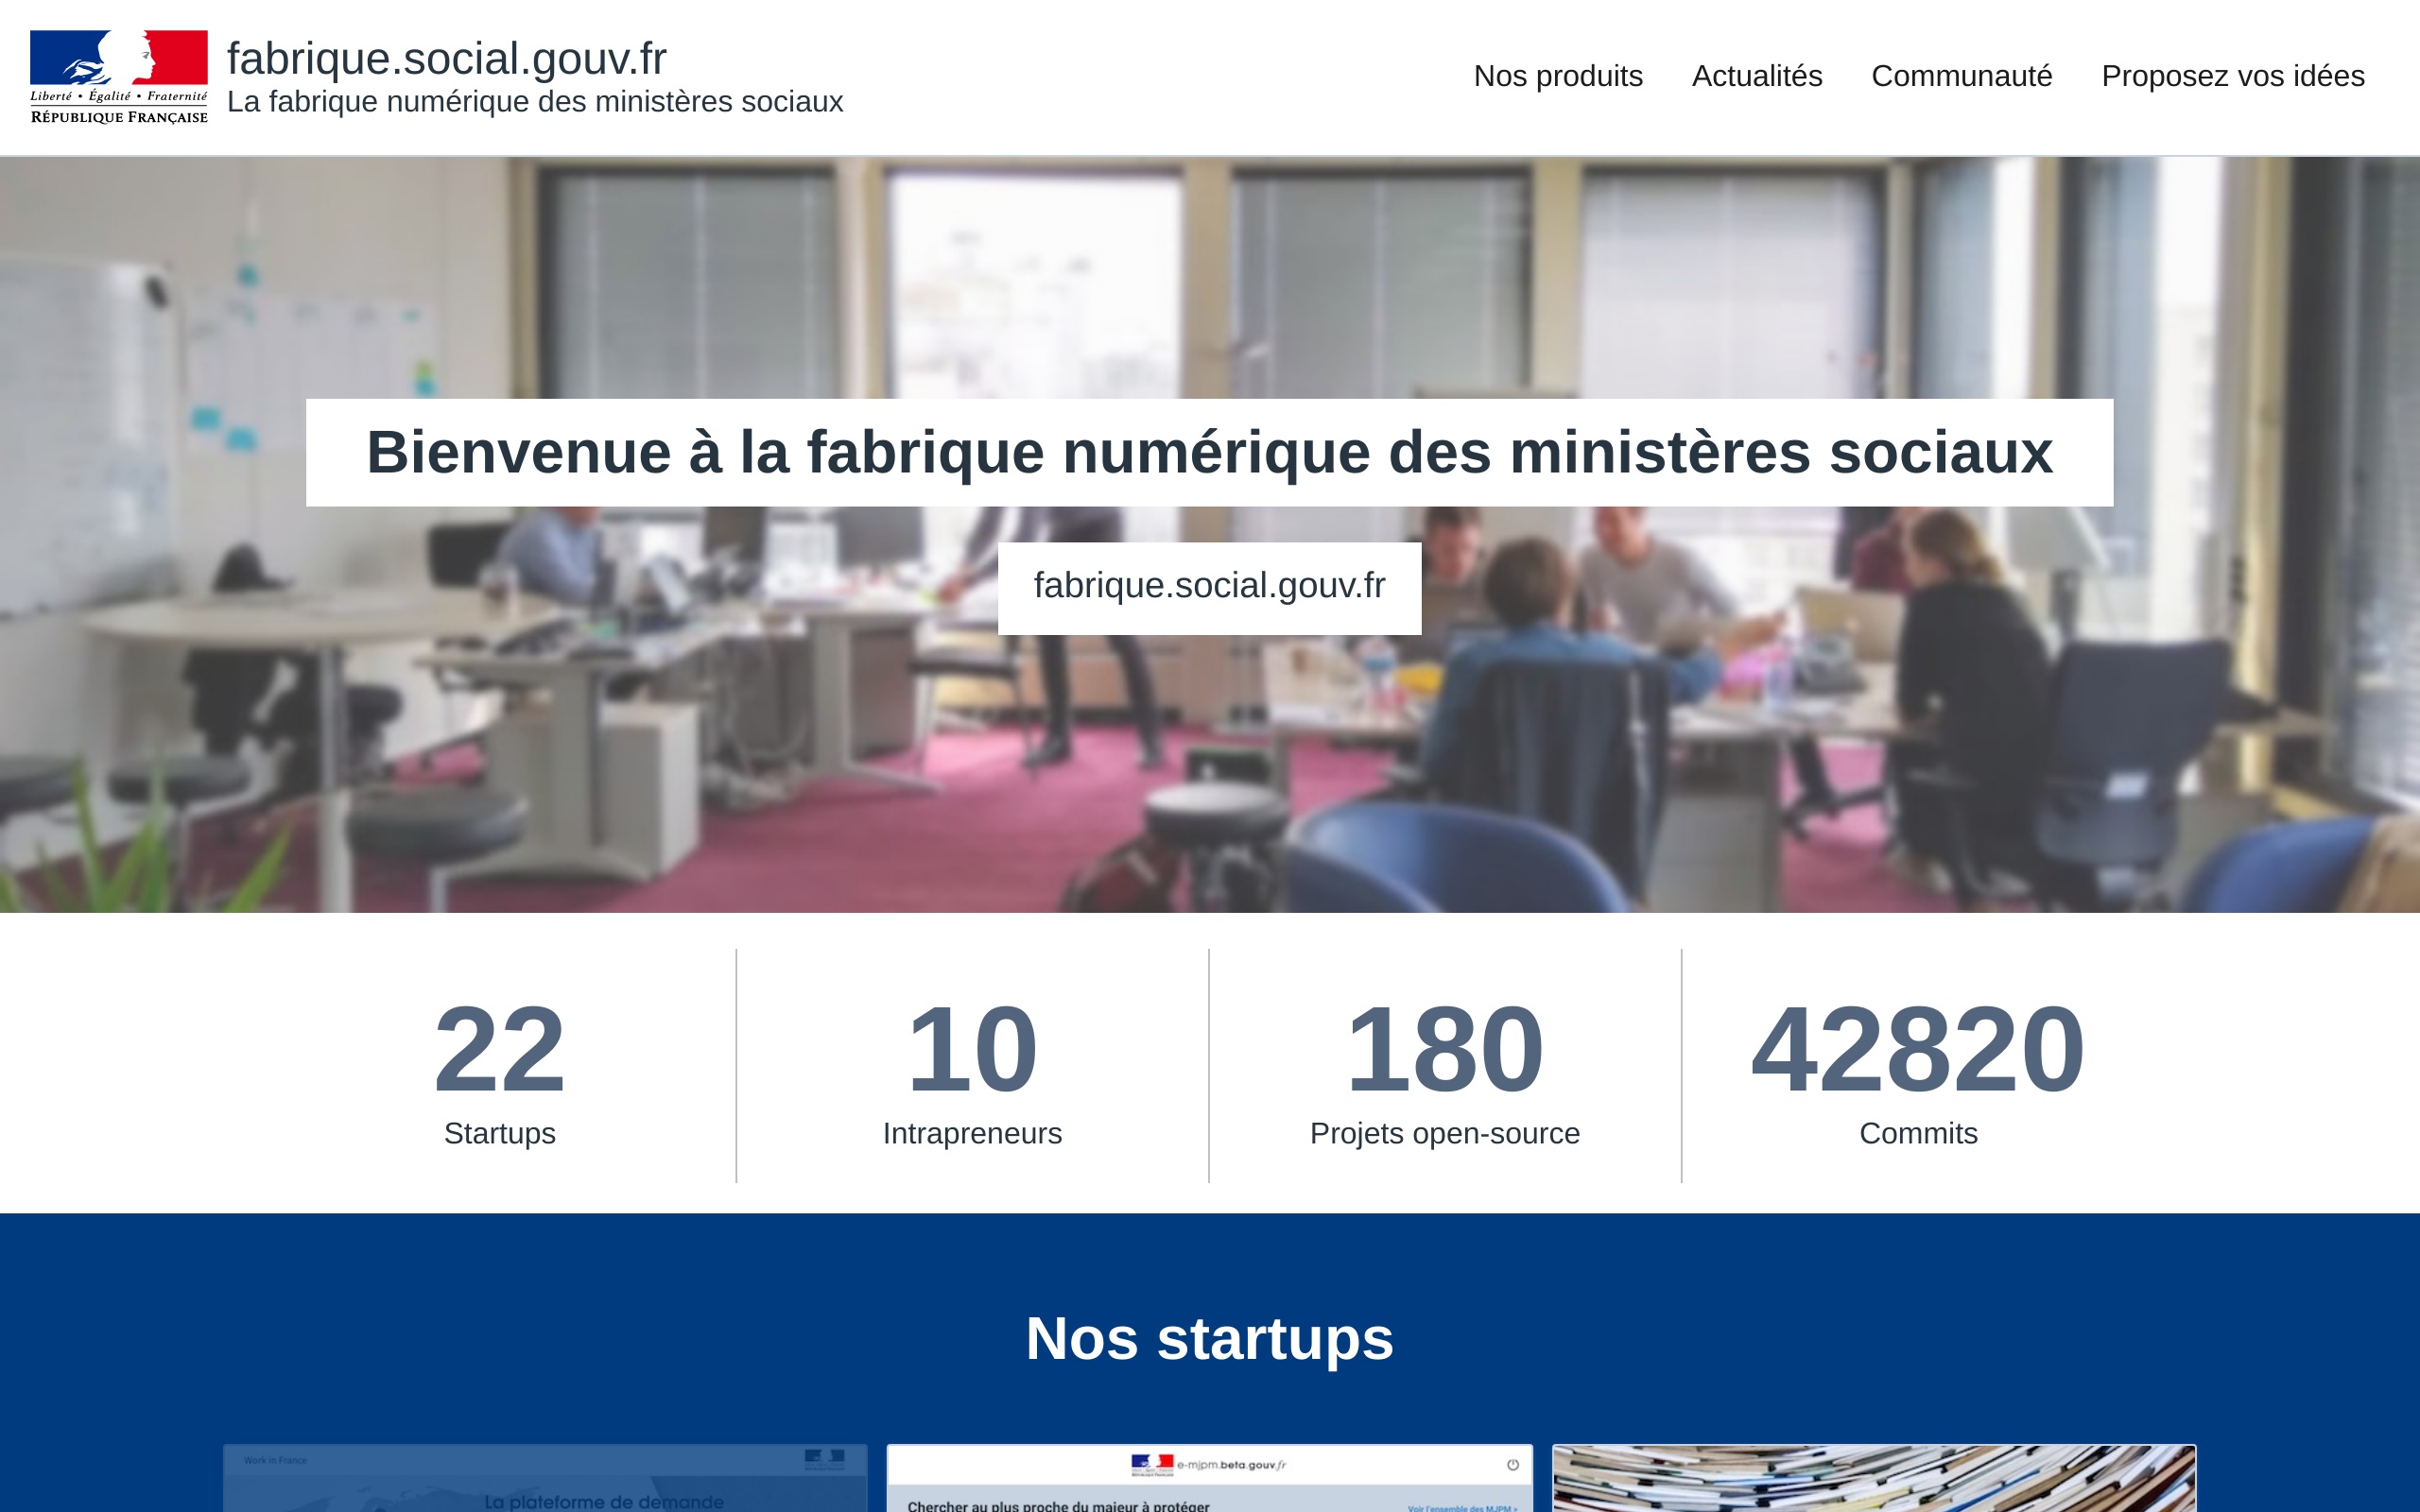 Liberté • Égalité • Fraternité
RÉPUBLIQUE FRANÇAISE
fabrique.social.gouv.fr
La fabrique numérique des ministères sociaux
Nos produits
Actualités
Communauté
Proposez vos idées
Bienvenue à la fabrique numérique des ministères sociaux
fabrique.social.gouv.fr
22
Startups
10
Intrapreneurs
180
Projets open-source
42820
Commits
Nos startups
Work in France
La plateforme de demande
e-mjpm.beta.gouv.fr
Chercher au plus proche du majeur à protéger
Voir l'ensemble des MJPM >